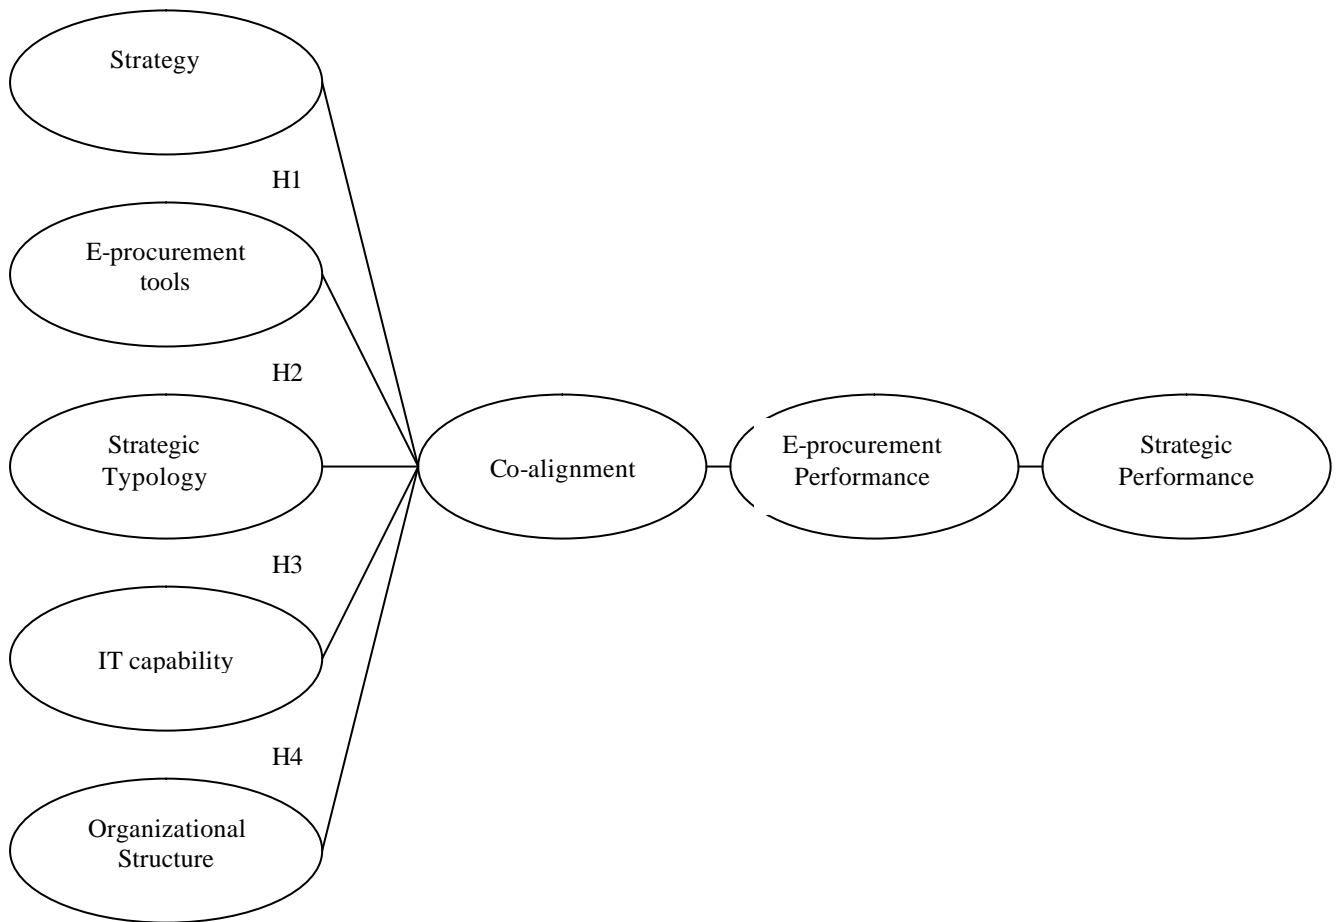 Strategy
H1
E-procurement
tools
H2
Strategic
Typology
H3
IT capability
H4
Organizational
Structure
Co-alignment
E-procurement
Performance
Strategic
Performance